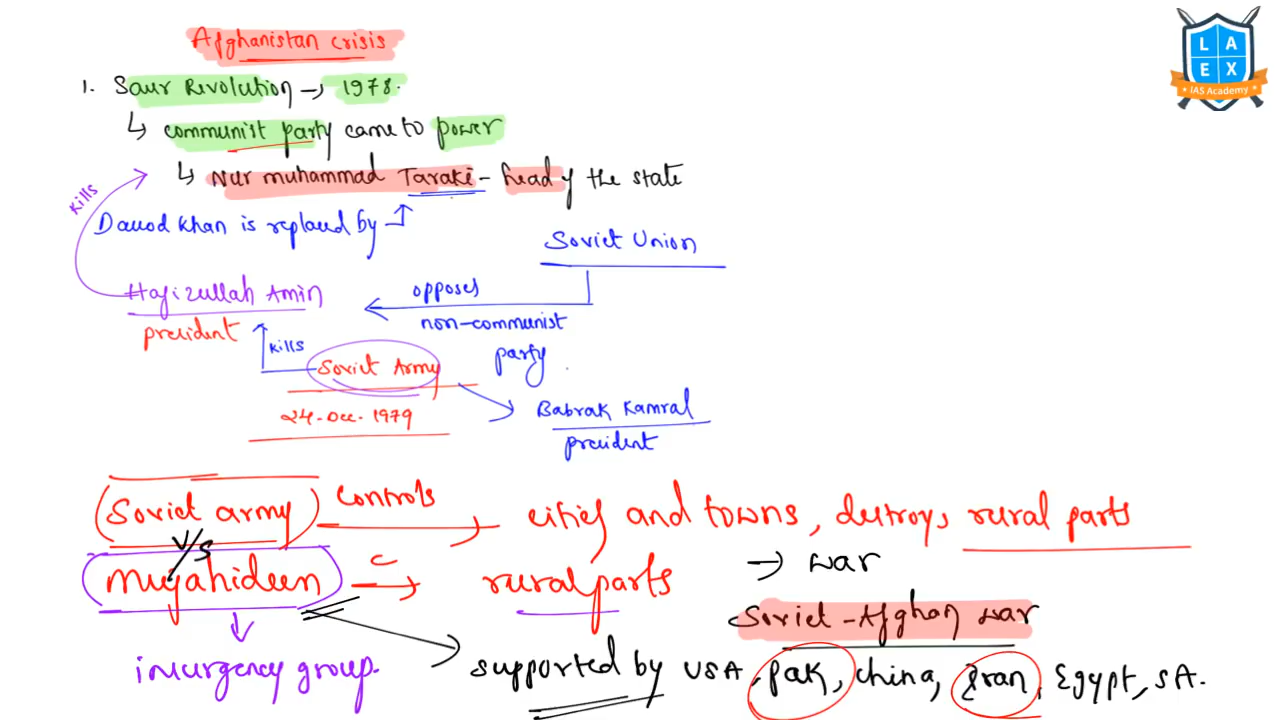 Afghanistan Crisis
L A
E X
IAS Academy
1. Saur Revolution → 1978.
↳ communist party came to power
↳ Nur muhammad Taraki - head of the state
kills
Dawod Khan is replaced by
Soviet Union
Hafizullah Amin
opposes
president
non-communist
party
kills
Soviet Army
24-Dec-1979
Babrak Kamral
president
Soviet army controls → cities and towns, destroys rural parts
V/S
→ war
mujahideen c → rural parts
Soviet-Afghan war
insurgency group.
supported by USA, pak, china, Iran, Egypt, SA.